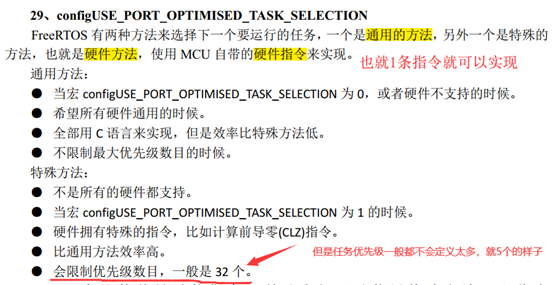 29、configUSE_PORT_OPTIMISED_TASK_SELECTION
FreeRTOS 有两种方法来选择下一个要运行的任务，一个是通用的方法，另外一个是特殊的
方法，也就是硬件方法，使用 MCU 自带的硬件指令来实现。
也就1条指令就可以实现
通用方法：
● 当宏 configUSE_PORT_OPTIMISED_TASK_SELECTION 为 0，或者硬件不支持的时候。
● 希望所有硬件通用的时候。
● 全部用 C 语言来实现，但是效率比特殊方法低。
● 不限制最大优先级数目的时候。
特殊方法：
● 不是所有的硬件都支持。
● 当宏 configUSE_PORT_OPTIMISED_TASK_SELECTION 为 1 的时候。
● 硬件拥有特殊的指令，比如计算前导零(CLZ)指令。
● 比通用方法效率高。
但是任务优先级一般都不会定义太多，就5个的样子
● 会限制优先级数目，一般是 32 个。